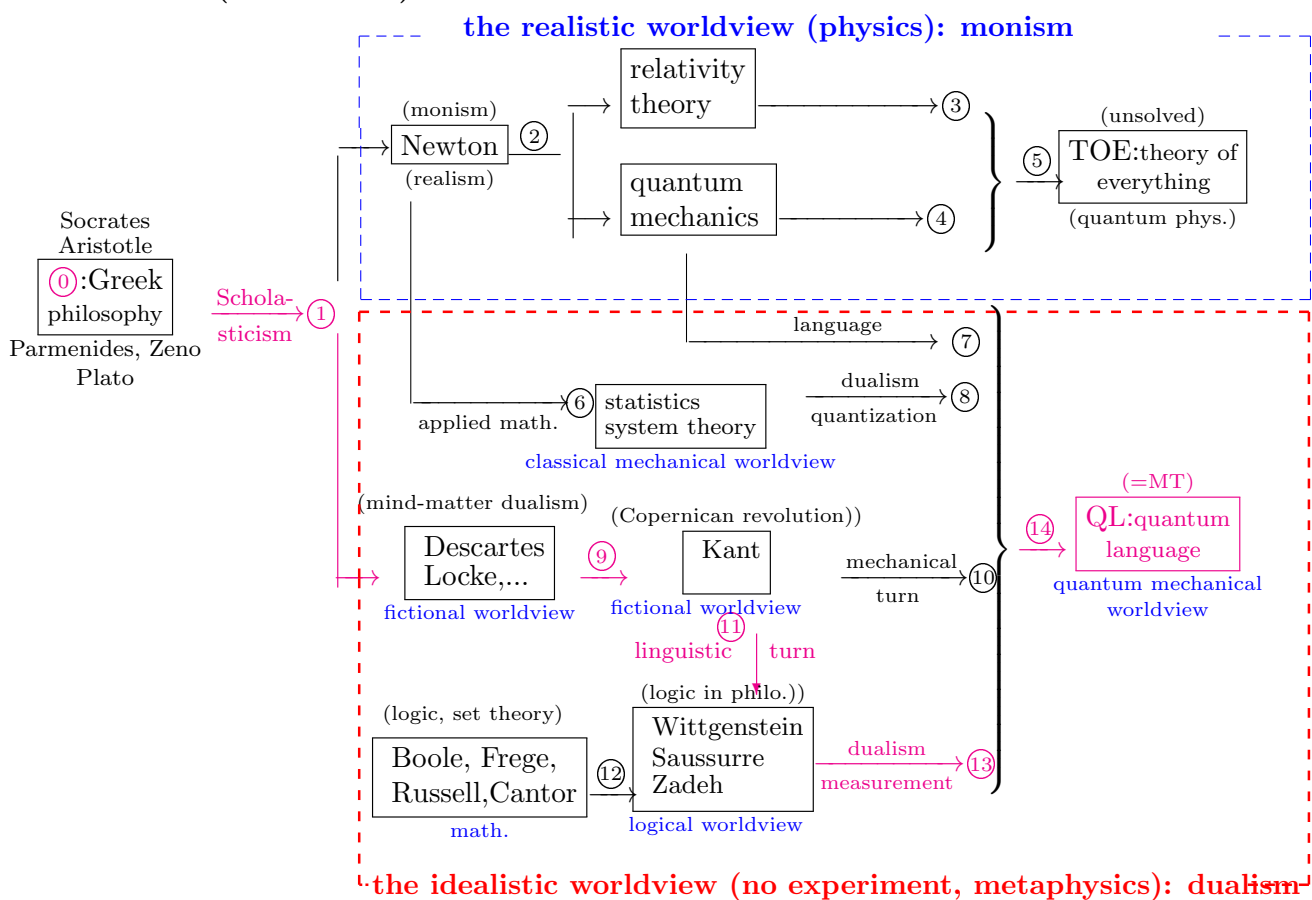 the realistic worldview (physics): monism
relativity
theory
③
(monism)
Newton
②
(realism)
(unsolved)
TOE:theory of
everything
⑤
(quantum phys.)
quantum
mechanics
④
Socrates
Aristotle
⓪:Greek
philosophy
Parmenides, Zeno
Plato
Schola-
sticism
①
language
⑦
dualism
quantization
⑧
applied math.
⑥
statistics
system theory
classical mechanical worldview
(mind-matter dualism)
Descartes
Locke,...
fictional worldview
⑨
(Copernican revolution))
Kant
fictional worldview
mechanical
turn
⑩
(=MT)
⑭
QL:quantum
language
quantum mechanical
worldview
⑪
linguistic turn
(logic in philo.))
Wittgenstein
Saussurre
Zadeh
logical worldview
(logic, set theory)
Boole, Frege,
Russell,Cantor
math.
⑫
dualism
measurement
⑬
the idealistic worldview (no experiment, metaphysics): dualism